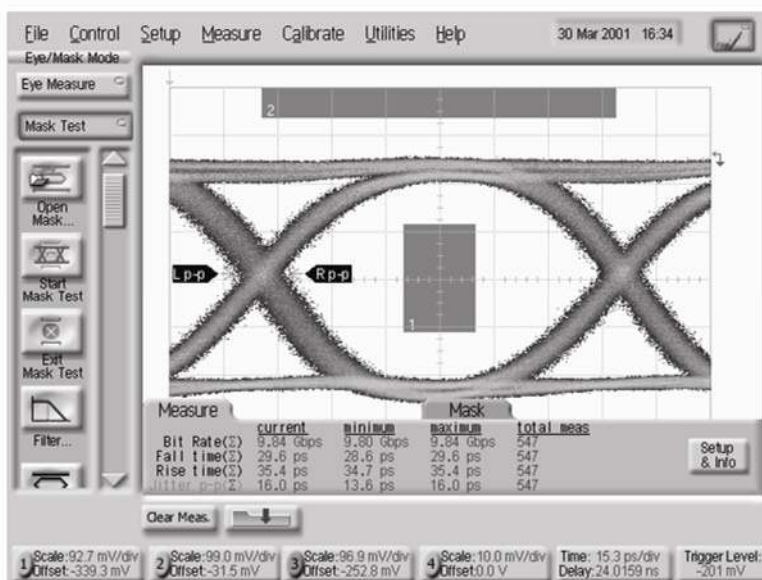 File Control Setup Measure Calibrate Utilities Help 30 Mar 2001 16:34
Eye/Mask Mode
Eye Measure
Mask Test
Open
Mask...
Start
Mask Test
Exit
Mask Test
Filter...
2
L p-p
R p-p
1
Measure Mask
current minimum maximum total meas
Bit Rate(Σ) 9.84 Gbps 9.80 Gbps 9.84 Gbps 547
Fall time(Σ) 29.6 ps 28.6 ps 29.6 ps 547
Rise time(Σ) 35.4 ps 34.7 ps 35.4 ps 547
Jitter p-p(Σ) 16.0 ps 13.6 ps 16.0 ps 547
Setup
& Info
Clear Meas.
1 Scale:92.7 mV/div
Offset:-339.3 mV
2 Scale:99.0 mV/div
Offset:-31.5 mV
3 Scale:96.9 mV/div
Offset:-252.8 mV
4 Scale:10.0 mV/div
Offset:0.0 V
Time: 15.3 ps/div
Delay:24.0159 ns
Trigger Level:
-201 mV